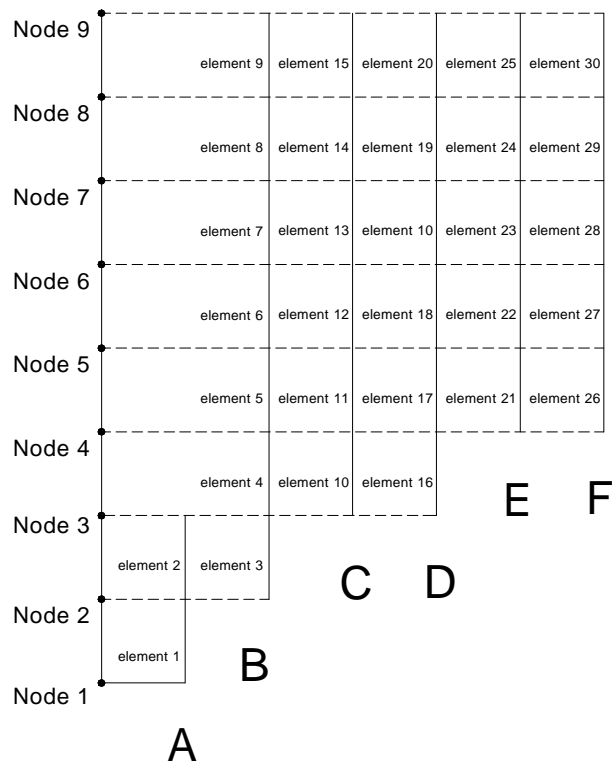 Node 9
element 9 element 15 element 20 element 25 element 30
Node 8
element 8 element 14 element 19 element 24 element 29
Node 7
element 7 element 13 element 10 element 23 element 28
Node 6
element 6 element 12 element 18 element 22 element 27
Node 5
element 5 element 11 element 17 element 21 element 26
Node 4
element 4 element 10 element 16
E F
Node 3
element 2 element 3
C D
Node 2
element 1
B
Node 1
A